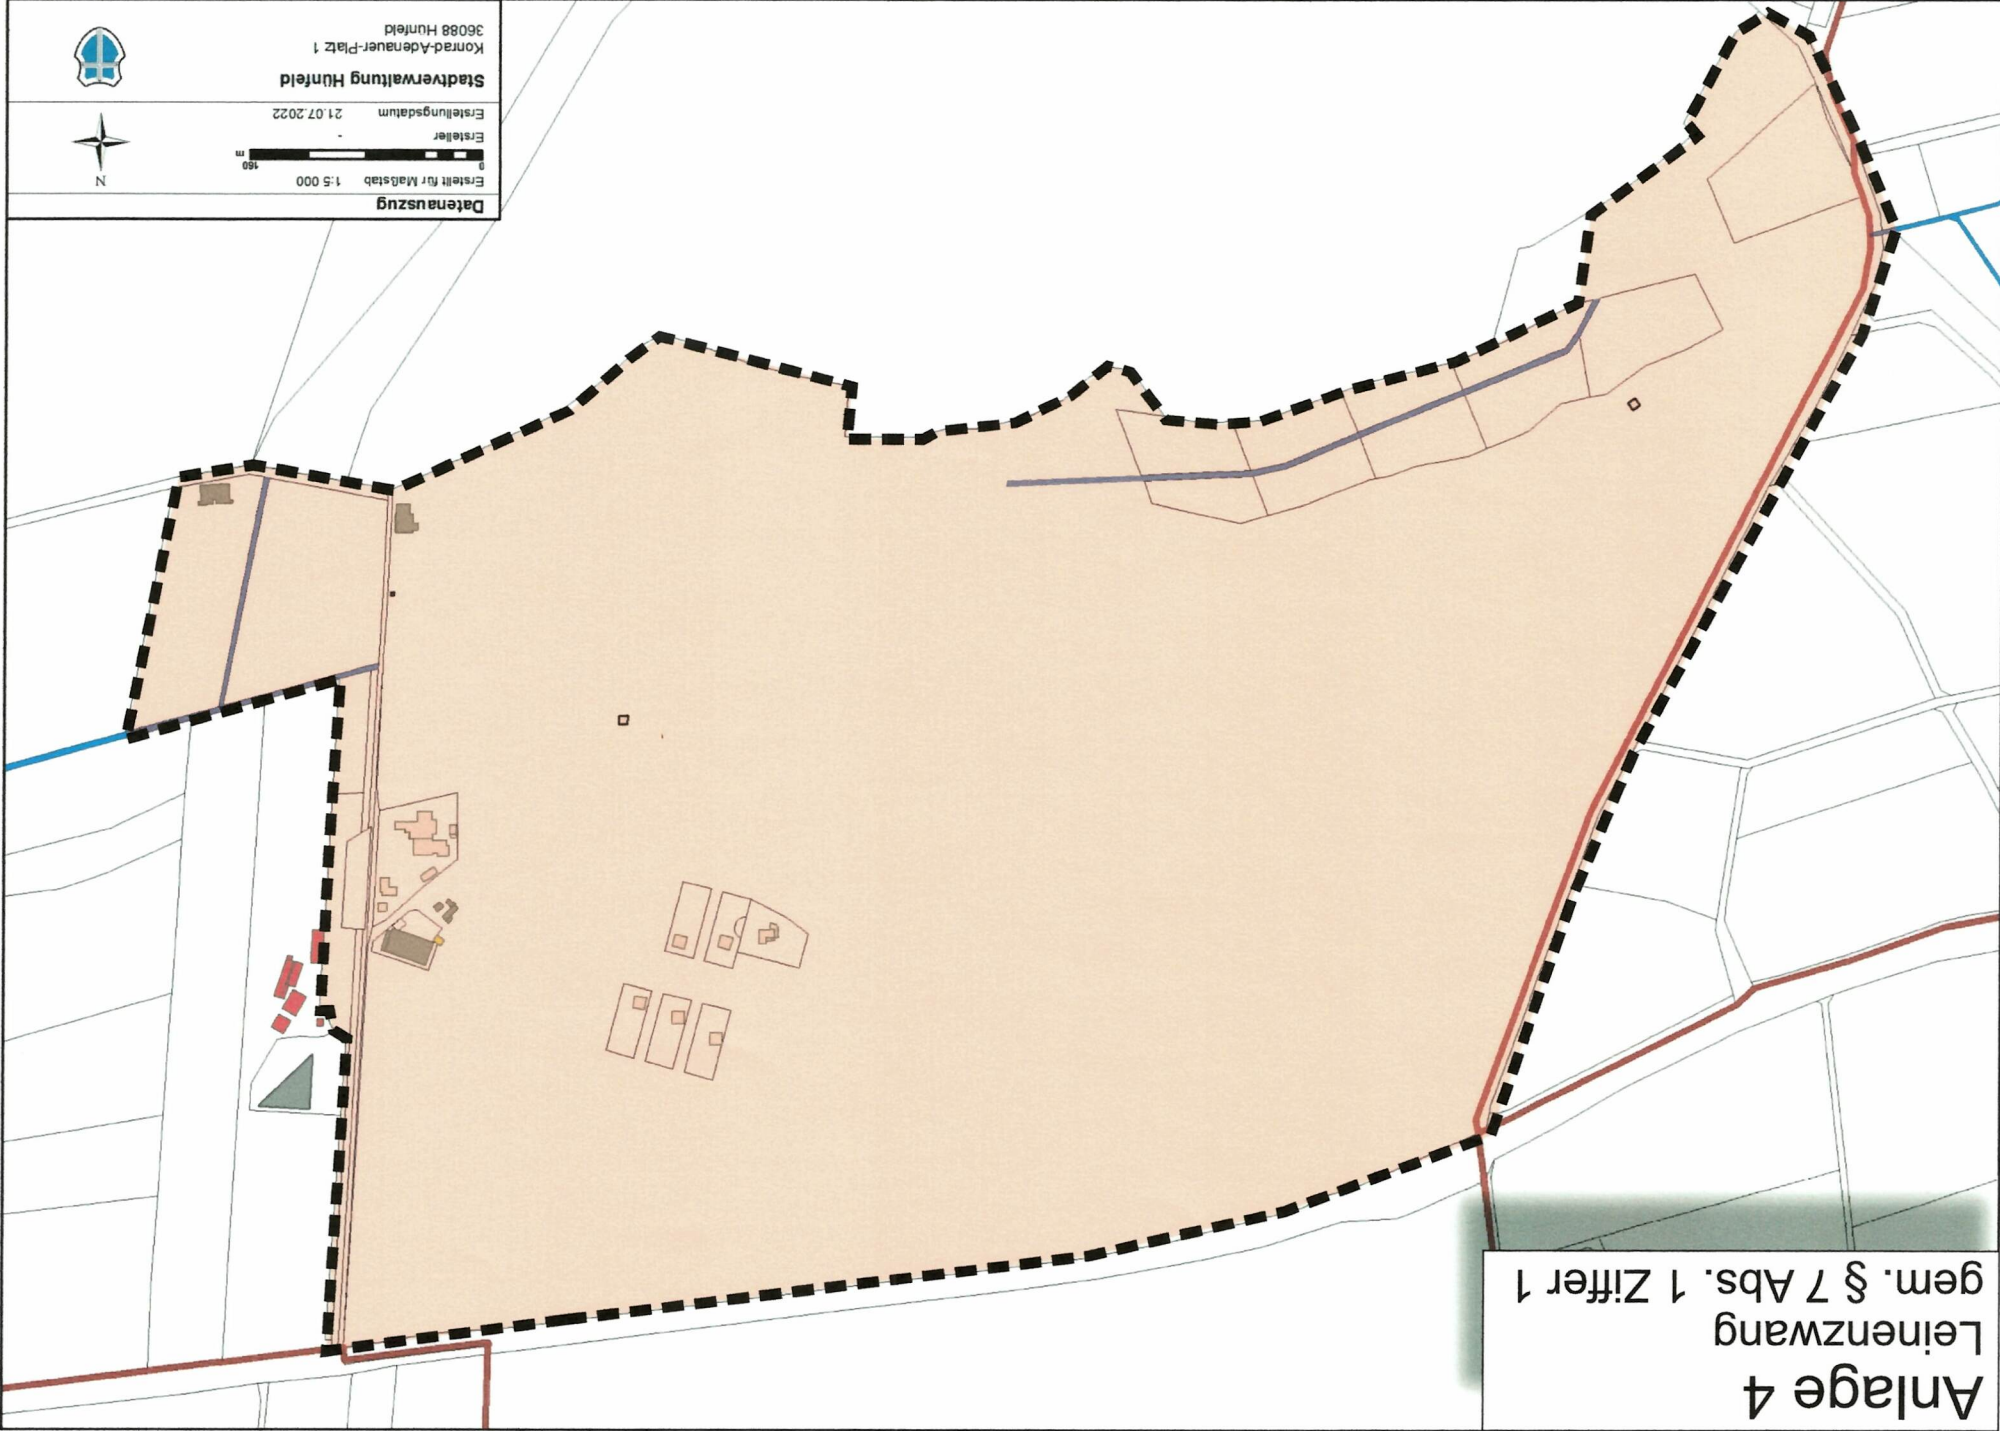 Anlage 4
Leinenzwang
gem. § 7 Abs. 1 Ziffer 1
Datenauszug
Erstellt für Maßstab 1:5 000
0 160 m
Ersteller -
Erstellungsdatum 21.07.2022
Stadtverwaltung Hünfeld
Konrad-Adenauer-Platz 1
36088 Hünfeld
N